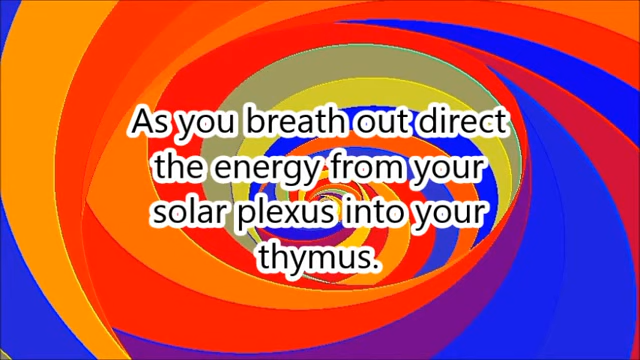 As you breath out direct
the energy from your
solar plexus into your
thymus.